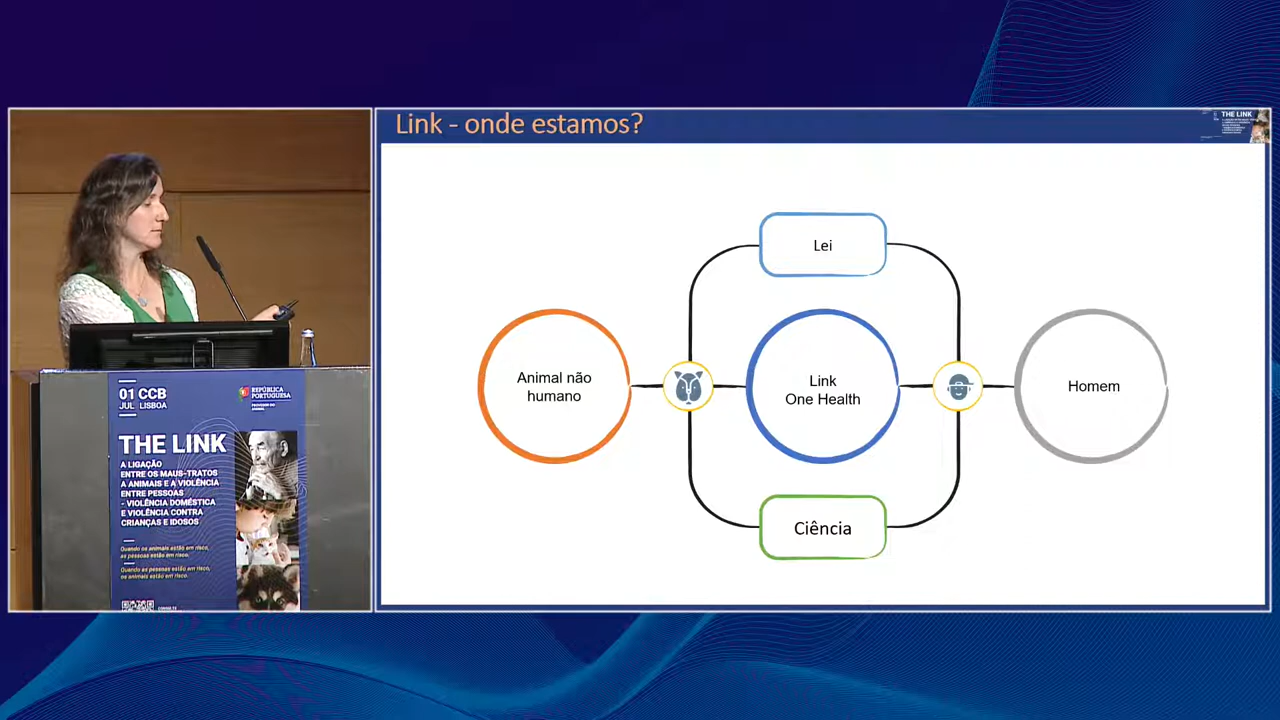 Link - onde estamos?
THE LINK
Lei
Animal não
humano
Link
One Health
Homem
Ciência
01 CCB
JUL LISBOA
REPÚBLICA
PORTUGUESA
THE LINK
A LIGAÇÃO
ENTRE OS MAUS-TRATOS
A ANIMAIS E A VIOLÊNCIA
ENTRE PESSOAS
- VIOLÊNCIA DOMÉSTICA
E VIOLÊNCIA CONTRA
CRIANÇAS E IDOSOS
Quando os animais estão em risco,
as pessoas estão em risco.
Quando as pessoas estão em risco,
os animais estão em risco.